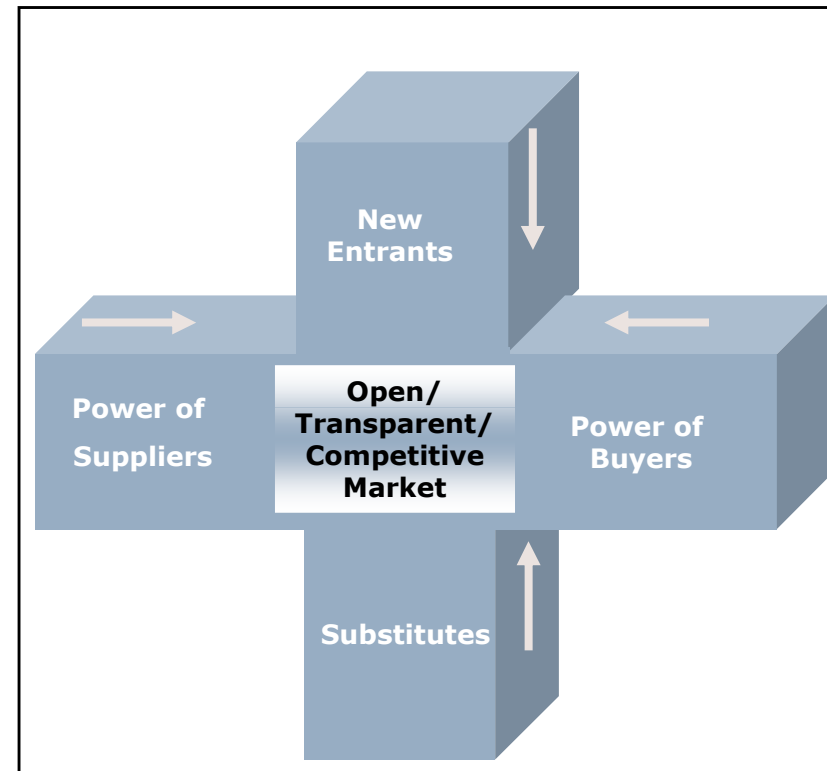 New
Entrants
Power of
Suppliers
Open/
Transparent/
Competitive
Market
Power of
Buyers
Substitutes